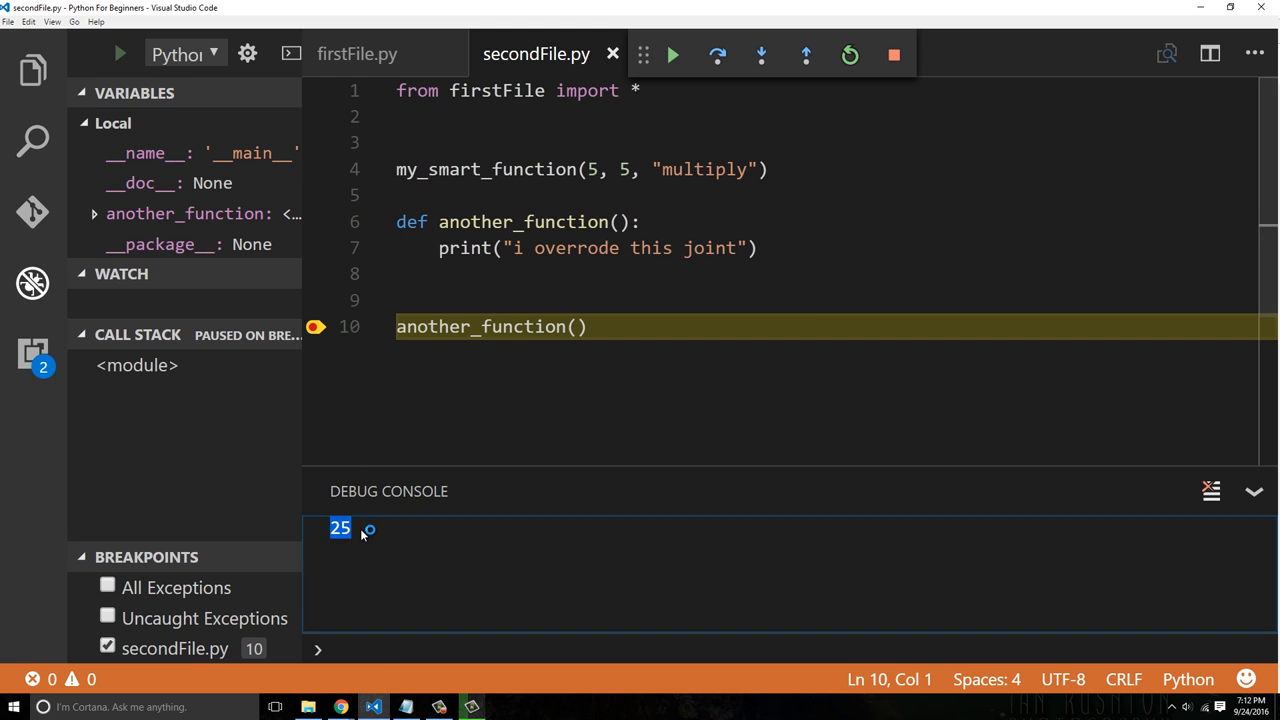 secondFile.py - Python For Beginners - Visual Studio Code
File Edit View Go Help
Python
firstFile.py
secondFile.py
VARIABLES
Local
__name__: '__main__'
__doc__: None
another_function: <...
__package__: None
WATCH
CALL STACK PAUSED ON BRE...
<module>
BREAKPOINTS
All Exceptions
Uncaught Exceptions
secondFile.py 10
2
1 from firstFile import *
2
3
4 my_smart_function(5, 5, "multiply")
5
6 def another_function():
7 print("i overrode this joint")
8
9
10 another_function()
DEBUG CONSOLE
25
0 0
Ln 10, Col 1 Spaces: 4 UTF-8 CRLF Python
I'm Cortana. Ask me anything.
7:12 PM
9/24/2016